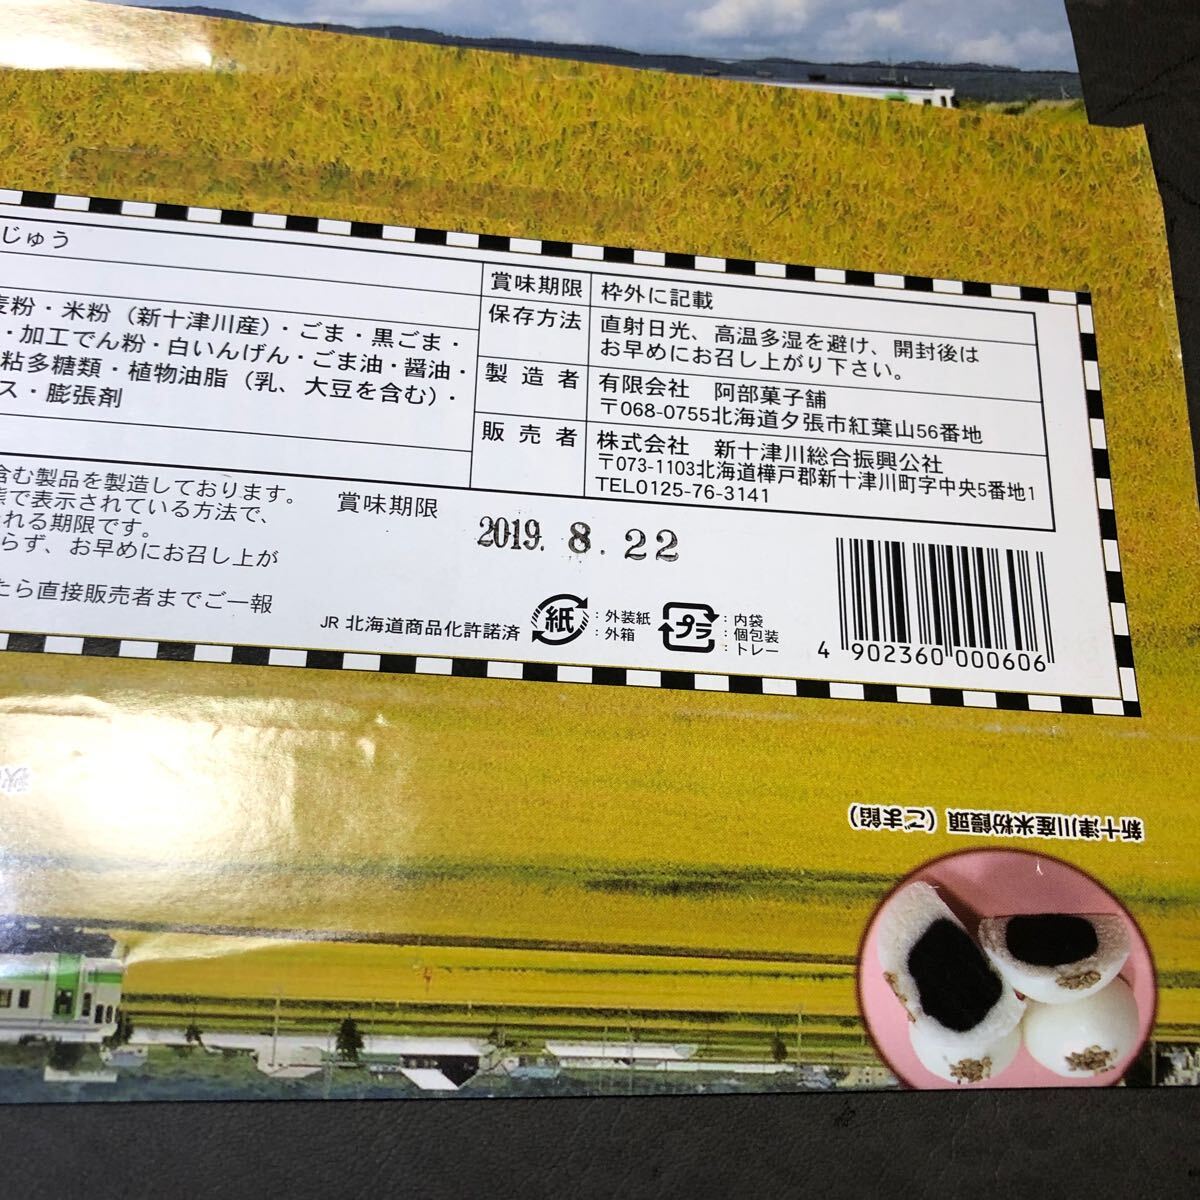 じゅう
麦粉・米粉（新十津川産）・ごま・黒ごま・
・加工でん粉・白いんげん・ごま油・醤油・
粘多糖類・植物油脂（乳、大豆を含む）・
ス・膨張剤
賞味期限 枠外に記載
保存方法 直射日光、高温多湿を避け、開封後は
お早めにお召し上がり下さい。
製造者 有限会社 阿部菓子舗
〒068-0755北海道夕張市紅葉山56番地
販売者 株式会社 新十津川総合振興公社
〒073-1103北海道樺戸郡新十津川町字中央5番地1
TEL0125-76-3141
含む製品を製造しております。
態で表示されている方法で、
れる期限です。
らず、お早めにお召し上が
たら直接販売者までご一報
賞味期限 2019. 8. 22
JR 北海道商品化許諾済
紙 :外装紙
:外箱
プラ :内袋
:個包装
:トレー
4 902360 000606
新十津川産米粉饅頭（ごま餡）
秋